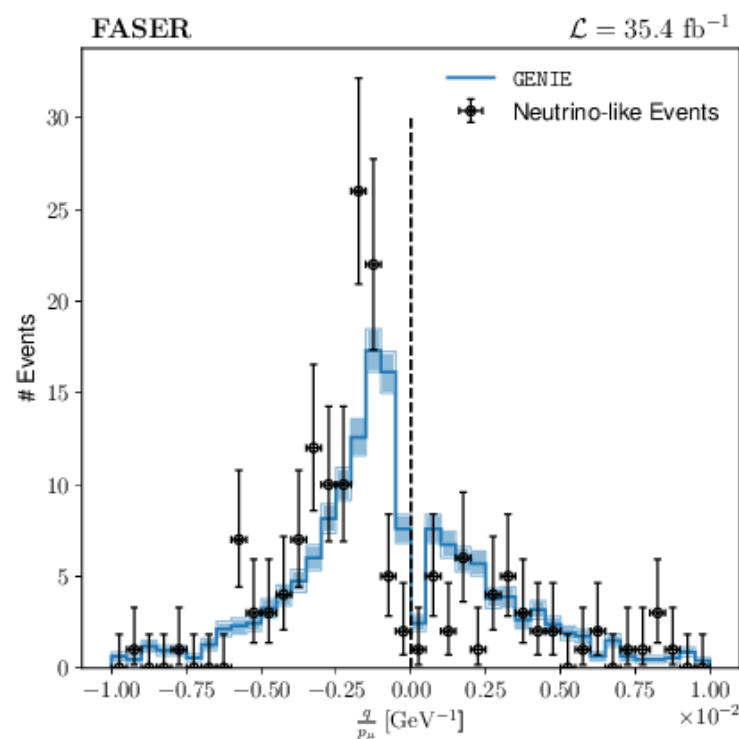 FASER
ℒ = 35.4 fb⁻¹
GENIE
Neutrino-like Events
30
25
20
15
10
5
0
# Events
−1.00 −0.75 −0.50 −0.25 0.00 0.25 0.50 0.75 1.00
×10⁻²
q/pμ [GeV⁻¹]